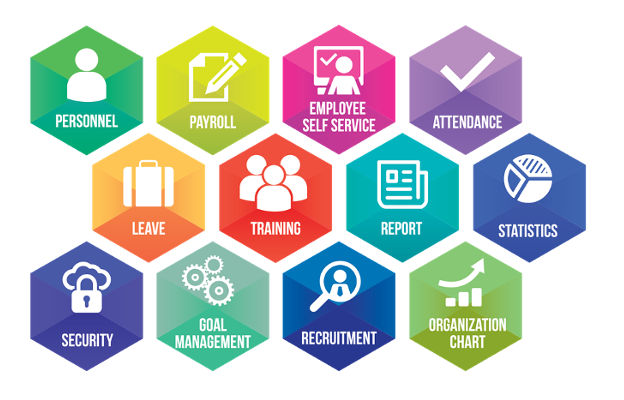 PERSONNEL
PAYROLL
EMPLOYEE
SELF SERVICE
ATTENDANCE
LEAVE
TRAINING
REPORT
STATISTICS
SECURITY
GOAL
MANAGEMENT
RECRUITMENT
ORGANIZATION
CHART